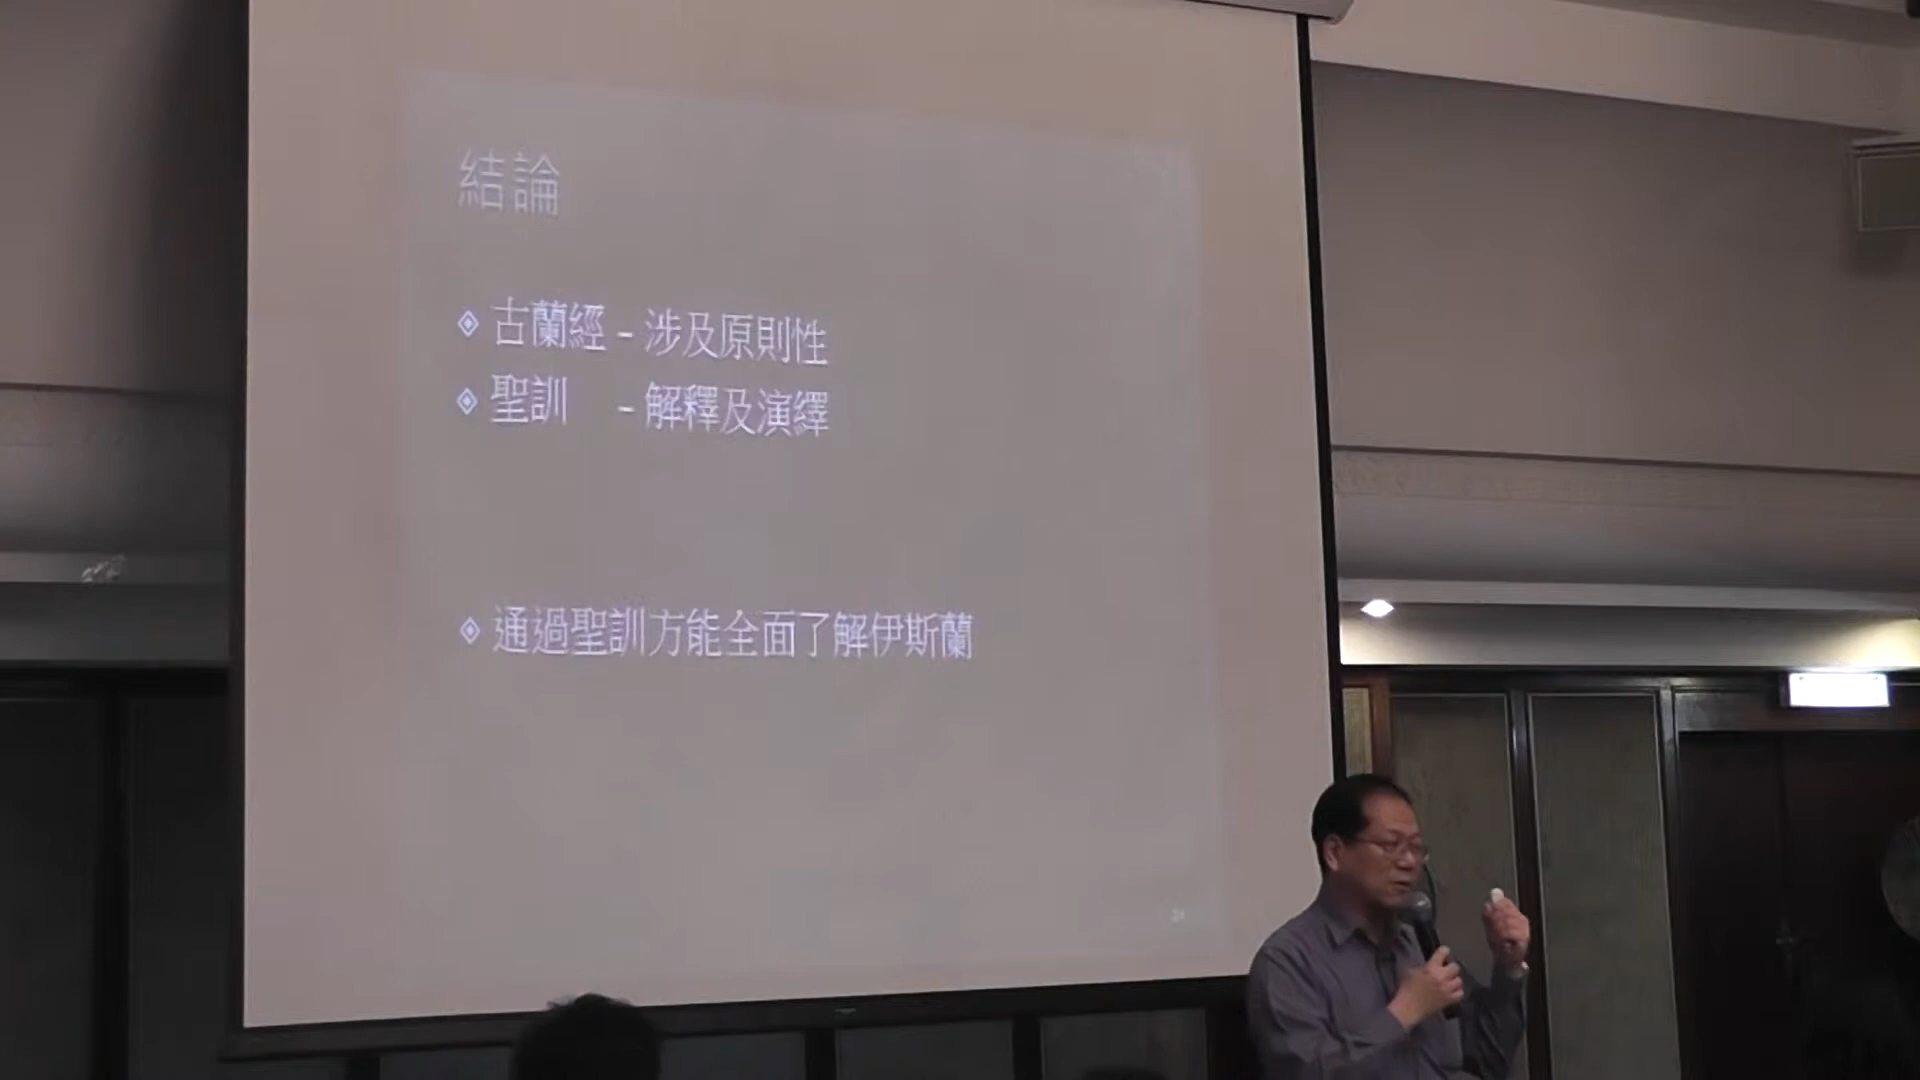 結論
古蘭經 – 涉及原則性
聖訓 – 解釋及演繹
通過聖訓方能全面了解伊斯蘭